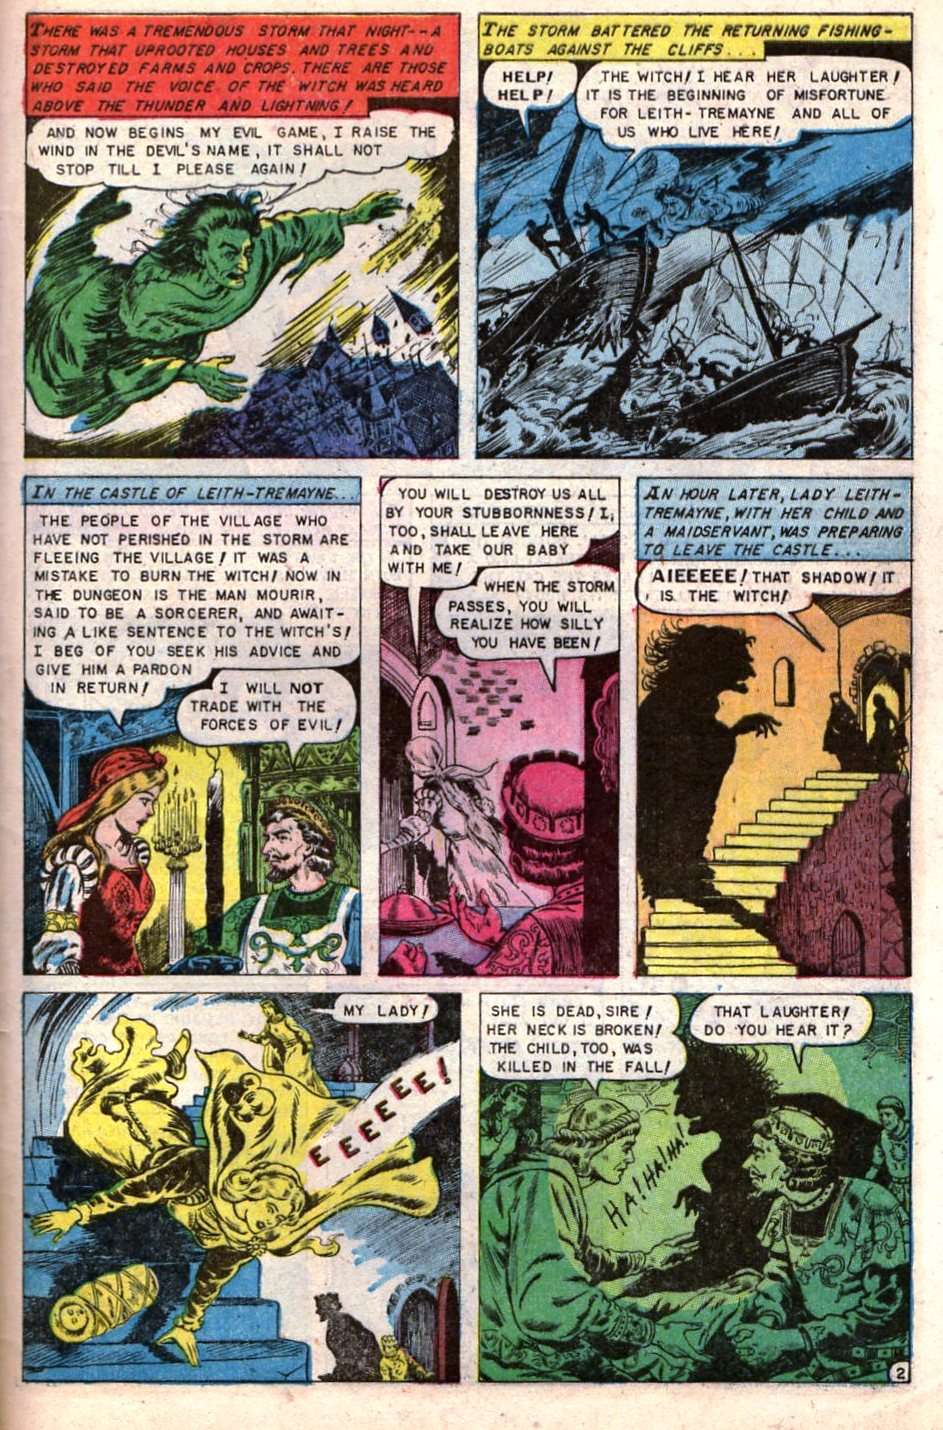 THERE WAS A TREMENDOUS STORM THAT NIGHT--A
STORM THAT UPROOTED HOUSES AND TREES AND
DESTROYED FARMS AND CROPS. THERE ARE THOSE
WHO SAID THE VOICE OF THE WITCH WAS HEARD
ABOVE THE THUNDER AND LIGHTNING!
AND NOW BEGINS MY EVIL GAME, I RAISE THE
WIND IN THE DEVIL'S NAME, IT SHALL NOT
STOP TILL I PLEASE AGAIN!
THE STORM BATTERED THE RETURNING FISHING-
BOATS AGAINST THE CLIFFS...
HELP!
HELP!
THE WITCH! I HEAR HER LAUGHTER!
IT IS THE BEGINNING OF MISFORTUNE
FOR LEITH-TREMAYNE AND ALL OF
US WHO LIVE HERE!
IN THE CASTLE OF LEITH-TREMAYNE...
THE PEOPLE OF THE VILLAGE WHO
HAVE NOT PERISHED IN THE STORM ARE
FLEEING THE VILLAGE! IT WAS A
MISTAKE TO BURN THE WITCH! NOW IN
THE DUNGEON IS THE MAN MOURIR,
SAID TO BE A SORCERER, AND AWAIT-
ING A LIKE SENTENCE TO THE WITCH'S!
I BEG OF YOU SEEK HIS ADVICE AND
GIVE HIM A PARDON
IN RETURN!
I WILL NOT
TRADE WITH THE
FORCES OF EVIL!
YOU WILL DESTROY US ALL
BY YOUR STUBBORNNESS! I,
TOO, SHALL LEAVE HERE
AND TAKE OUR BABY
WITH ME!
WHEN THE STORM
PASSES, YOU WILL
REALIZE HOW SILLY
YOU HAVE BEEN!
AN HOUR LATER, LADY LEITH-
TREMAYNE, WITH HER CHILD AND
A MAIDSERVANT, WAS PREPARING
TO LEAVE THE CASTLE...
AIEEEEE! THAT SHADOW! IT
IS THE WITCH!
MY LADY!
EEEEEEE!
SHE IS DEAD, SIRE!
HER NECK IS BROKEN!
THE CHILD, TOO, WAS
KILLED IN THE FALL!
THAT LAUGHTER!
DO YOU HEAR IT?
HA! HA! HA!
2